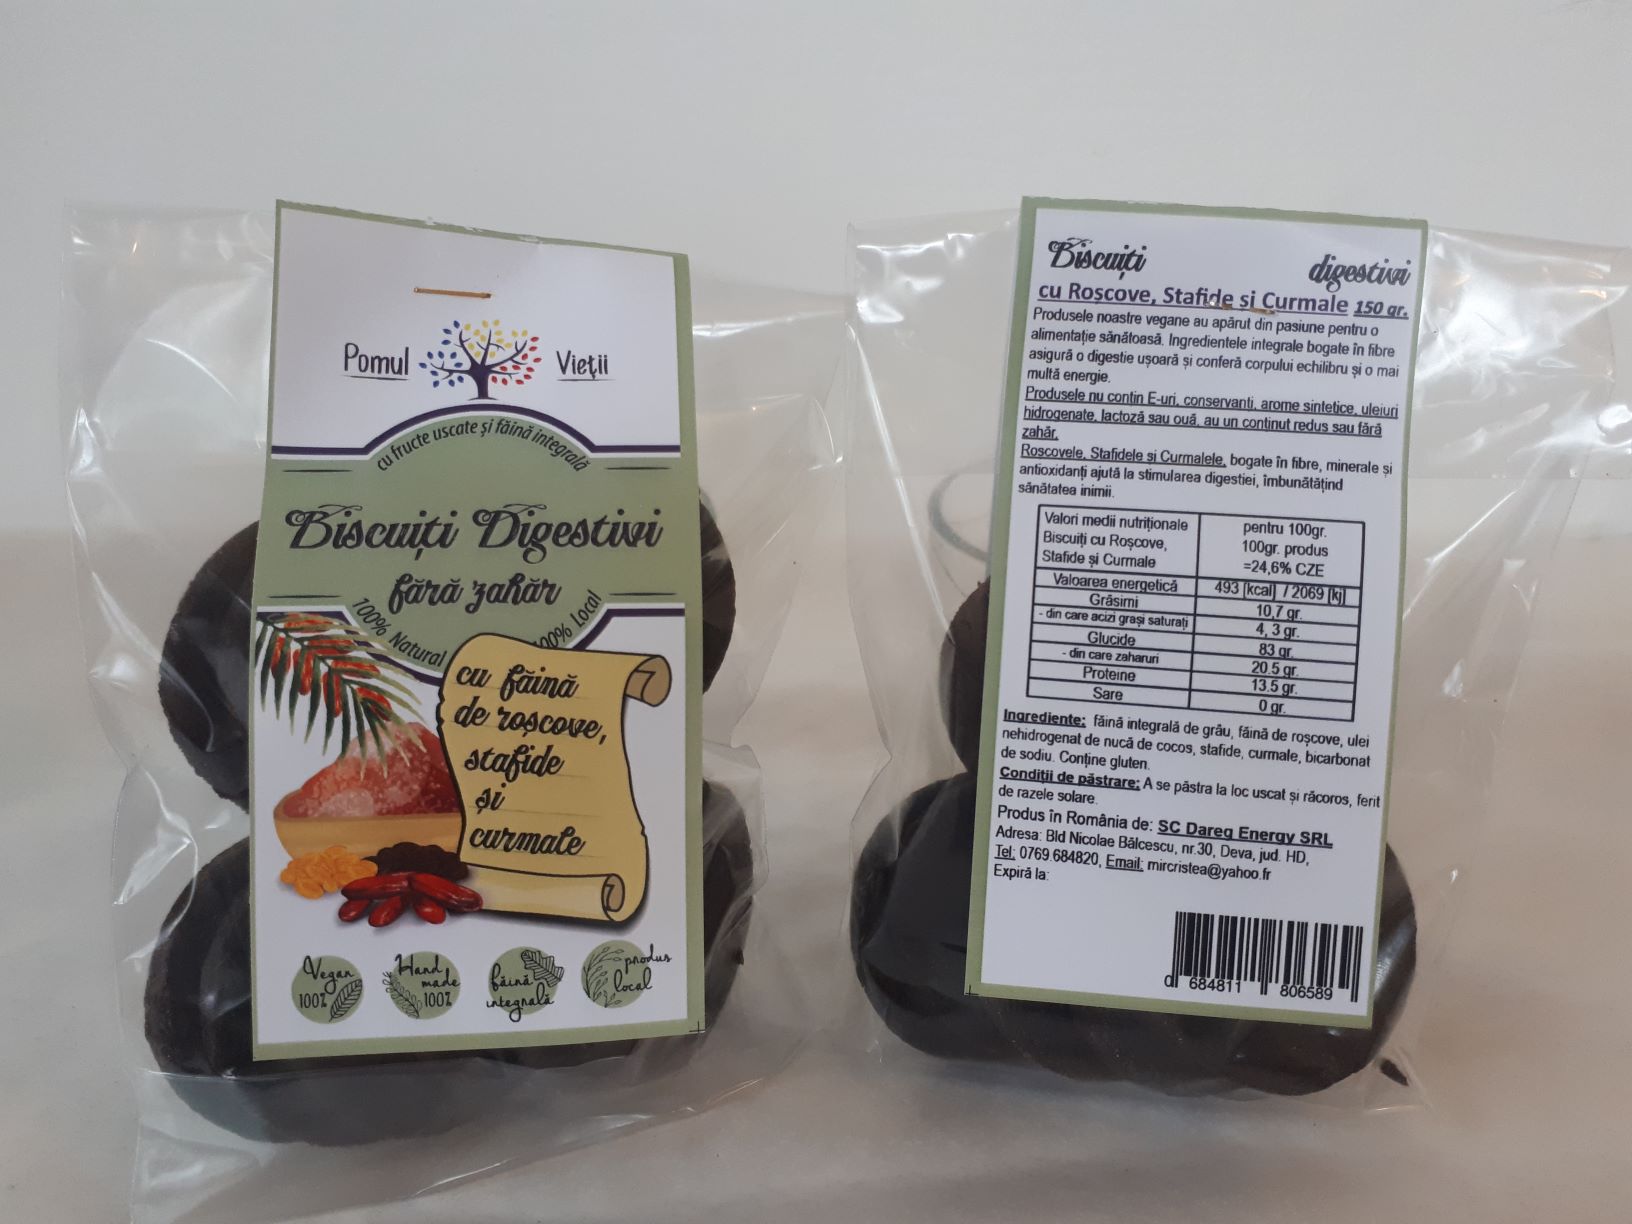 Pomul Vieţii
cu fructe uscate și făină integrală
Biscuiți Digestivi
fără zahăr
100% Natural
100% Local
cu făină
de roșcove,
stafide
și
curmale
Vegan
100%
Hand
made
100%
făină
integrală
produs
local
Biscuiți digestivi
cu Roșcove, Stafide și Curmale 150 gr.
Produsele noastre vegane au apărut din pasiune pentru o
alimentație sănătoasă. Ingredientele integrale bogate în fibre
asigură o digestie ușoară și conferă corpului echilibru și o mai
multă energie.
Produsele nu conțin E-uri, conservanți, arome sintetice, uleiuri
hidrogenate, lactoză sau ouă, au un conținut redus sau fără
zahăr.
Roșcovele, Stafidele și Curmalele, bogate în fibre, minerale și
antioxidanți ajută la stimularea digestiei, îmbunătățind
sănătatea inimii.
Valori medii nutriționale
Biscuiți cu Roșcove,
Stafide și Curmale
pentru 100gr.
100gr. produs
=24,6% CZE
Valoarea energetică 493 [kcal] / 2069 [kj]
Grăsimi 10,7 gr.
- din care acizi grași saturați 4, 3 gr.
Glucide 83 gr.
- din care zaharuri 20.5 gr.
Proteine 13.5 gr.
Sare 0 gr.
Ingrediente: făină integrală de grâu, făină de roșcove, ulei
nehidrogenat de nucă de cocos, stafide, curmale, bicarbonat
de sodiu. Conține gluten.
Condiții de păstrare: A se păstra la loc uscat și răcoros, ferit
de razele solare.
Produs în România de: SC Dareg Energy SRL
Adresa: Bld Nicolae Bălcescu, nr.30, Deva, jud. HD,
Tel: 0769.684820, Email: mircristea@yahoo.fr
Expiră la:
0 684811 806589